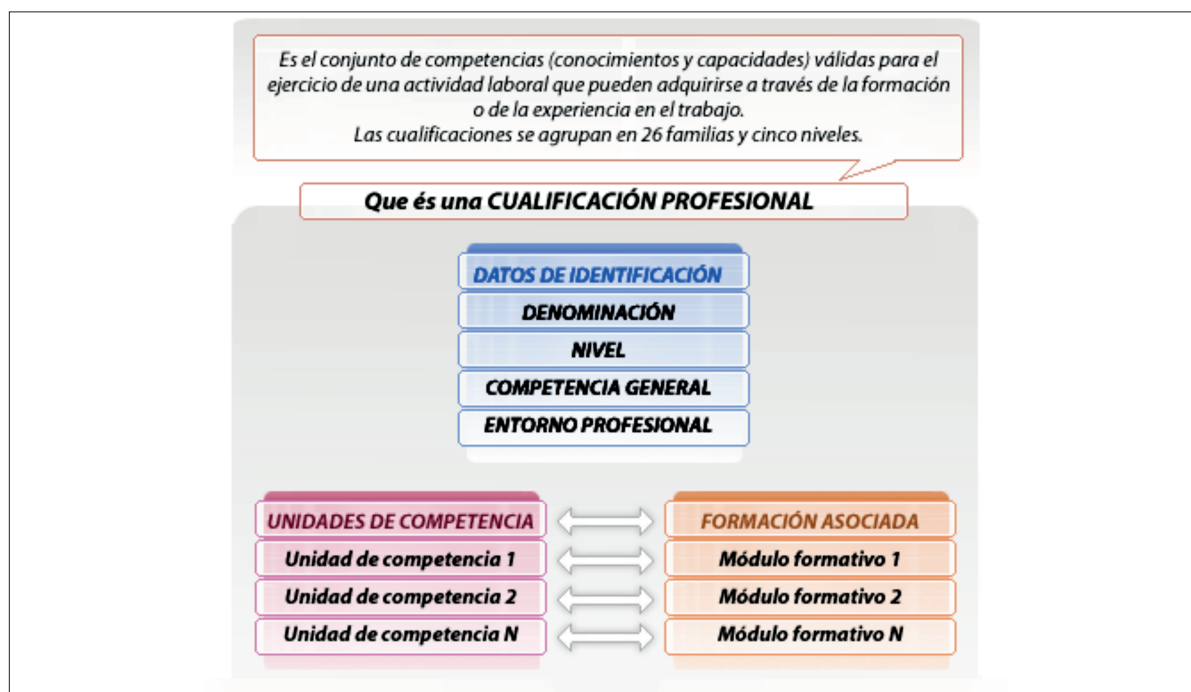 Es el conjunto de competencias (conocimientos y capacidades) válidas para el
ejercicio de una actividad laboral que pueden adquirirse a través de la formación
o de la experiencia en el trabajo.
Las cualificaciones se agrupan en 26 familias y cinco niveles.
Que és una CUALIFICACIÓN PROFESIONAL
DATOS DE IDENTIFICACIÓN
DENOMINACIÓN
NIVEL
COMPETENCIA GENERAL
ENTORNO PROFESIONAL
UNIDADES DE COMPETENCIA
Unidad de competencia 1
Unidad de competencia 2
Unidad de competencia N
FORMACIÓN ASOCIADA
Módulo formativo 1
Módulo formativo 2
Módulo formativo N